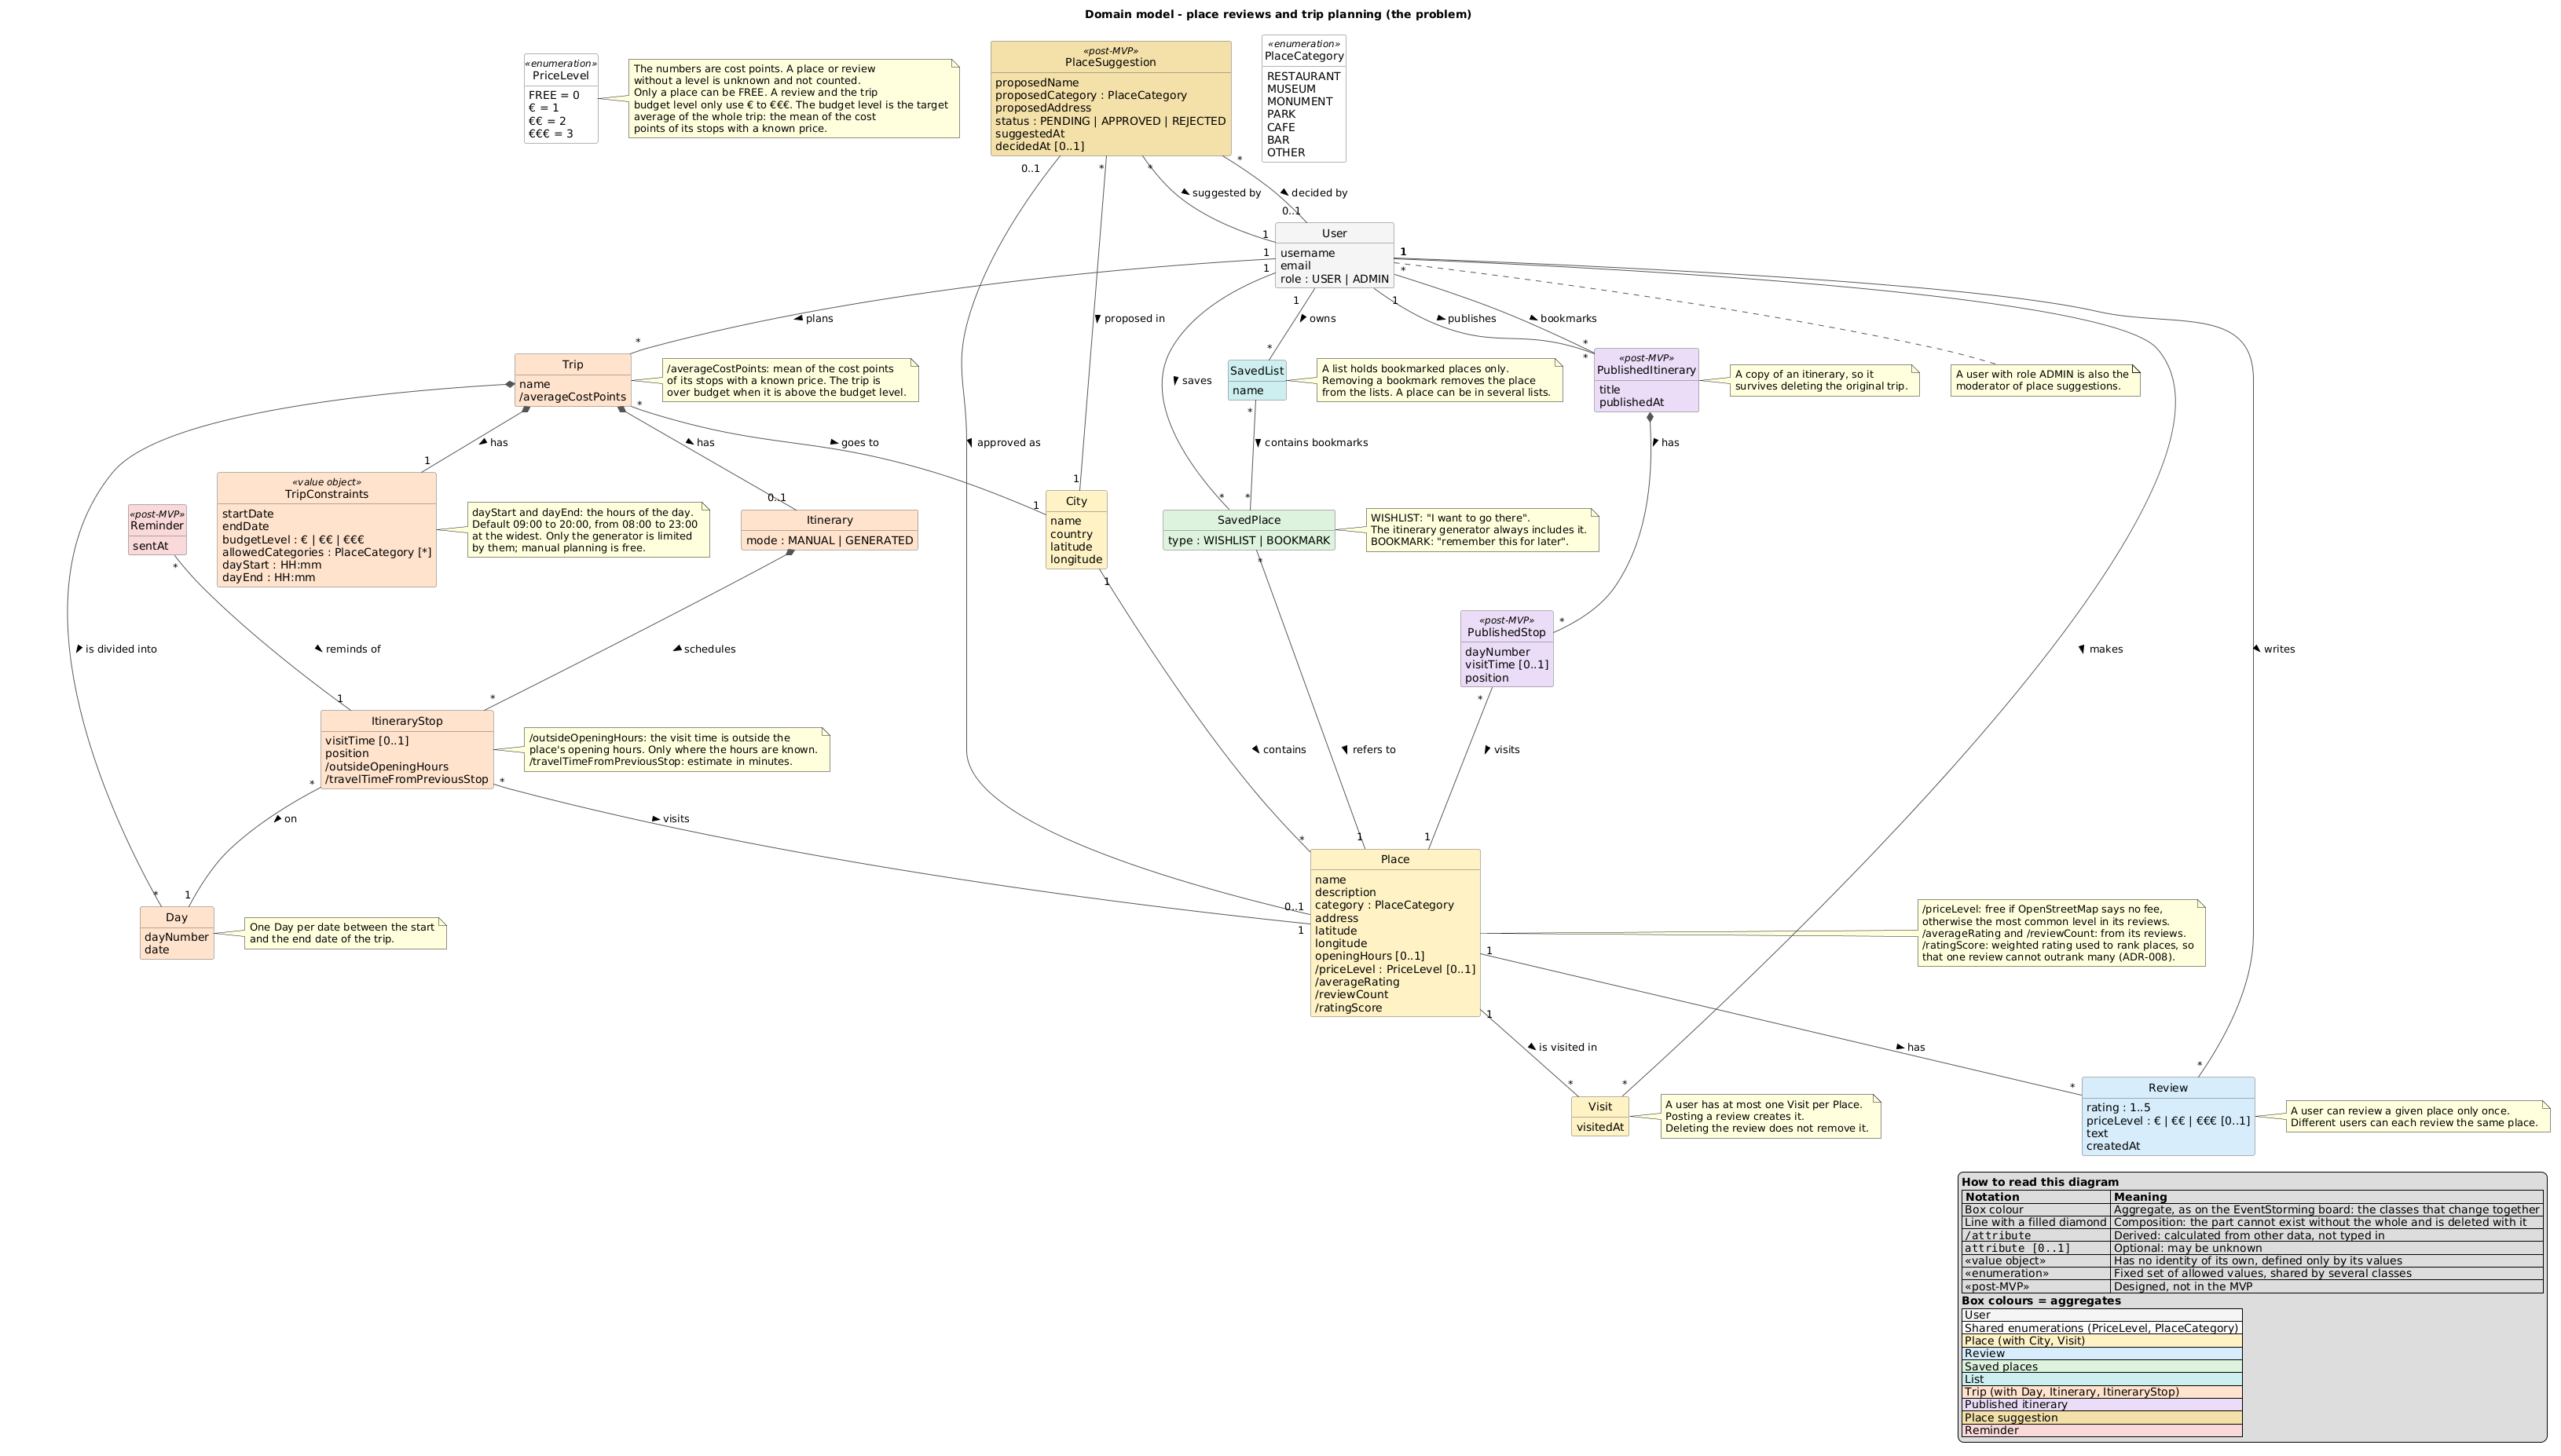 Domain model - place reviews and trip planning (the problem)
«enumeration»
PriceLevel
FREE = 0
€ = 1
€€ = 2
€€€ = 3
The numbers are cost points. A place or review
without a level is unknown and not counted.
Only a place can be FREE. A review and the trip
budget level only use € to €€€. The budget level is the target
average of the whole trip: the mean of the cost
points of its stops with a known price.
«post-MVP»
PlaceSuggestion
proposedName
proposedCategory : PlaceCategory
proposedAddress
status : PENDING | APPROVED | REJECTED
suggestedAt
decidedAt [0..1]
«enumeration»
PlaceCategory
RESTAURANT
MUSEUM
MONUMENT
PARK
CAFE
BAR
OTHER
0..1
*
*
*
suggested by
decided by
0..1
1
User
username
email
role : USER | ADMIN
1
1
1
*
1
1
plans
proposed in
owns
publishes
bookmarks
*
*
*
*
Trip
name
/averageCostPoints
*
/averageCostPoints: mean of the cost points
of its stops with a known price. The trip is
over budget when it is above the budget level.
saves
SavedList
name
*
A list holds bookmarked places only.
Removing a bookmark removes the place
from the lists. A place can be in several lists.
«post-MVP»
PublishedItinerary
title
publishedAt
A copy of an itinerary, so it
survives deleting the original trip.
A user with role ADMIN is also the
moderator of place suggestions.
has
has
goes to
approved as
contains bookmarks
has
1
0..1
1
1
*
*
«value object»
TripConstraints
startDate
endDate
budgetLevel : € | €€ | €€€
allowedCategories : PlaceCategory [*]
dayStart : HH:mm
dayEnd : HH:mm
dayStart and dayEnd: the hours of the day.
Default 09:00 to 20:00, from 08:00 to 23:00
at the widest. Only the generator is limited
by them; manual planning is free.
«post-MVP»
Reminder
sentAt
*
Itinerary
mode : MANUAL | GENERATED
City
name
country
latitude
longitude
1
SavedPlace
type : WISHLIST | BOOKMARK
*
WISHLIST: "I want to go there".
The itinerary generator always includes it.
BOOKMARK: "remember this for later".
*
«post-MVP»
PublishedStop
dayNumber
visitTime [0..1]
position
*
is divided into
reminds of
schedules
makes
writes
1
*
ItineraryStop
visitTime [0..1]
position
/outsideOpeningHours
/travelTimeFromPreviousStop
*
*
/outsideOpeningHours: the visit time is outside the
place's opening hours. Only where the hours are known.
/travelTimeFromPreviousStop: estimate in minutes.
contains
refers to
visits
on
visits
*
1
1
*
1
0..1
1
Day
dayNumber
date
One Day per date between the start
and the end date of the trip.
Place
name
description
category : PlaceCategory
address
latitude
longitude
openingHours [0..1]
/priceLevel : PriceLevel [0..1]
/averageRating
/reviewCount
/ratingScore
1
1
/priceLevel: free if OpenStreetMap says no fee,
otherwise the most common level in its reviews.
/averageRating and /reviewCount: from its reviews.
/ratingScore: weighted rating used to rank places, so
that one review cannot outrank many (ADR-008).
is visited in
has
*
*
*
*
Visit
visitedAt
A user has at most one Visit per Place.
Posting a review creates it.
Deleting the review does not remove it.
Review
rating : 1..5
priceLevel : € | €€ | €€€ [0..1]
text
createdAt
A user can review a given place only once.
Different users can each review the same place.
How to read this diagram
Notation Meaning
Box colour Aggregate, as on the EventStorming board: the classes that change together
Line with a filled diamond Composition: the part cannot exist without the whole and is deleted with it
/attribute Derived: calculated from other data, not typed in
attribute [0..1] Optional: may be unknown
«value object» Has no identity of its own, defined only by its values
«enumeration» Fixed set of allowed values, shared by several classes
«post-MVP» Designed, not in the MVP
Box colours = aggregates
User
Shared enumerations (PriceLevel, PlaceCategory)
Place (with City, Visit)
Review
Saved places
List
Trip (with Day, Itinerary, ItineraryStop)
Published itinerary
Place suggestion
Reminder